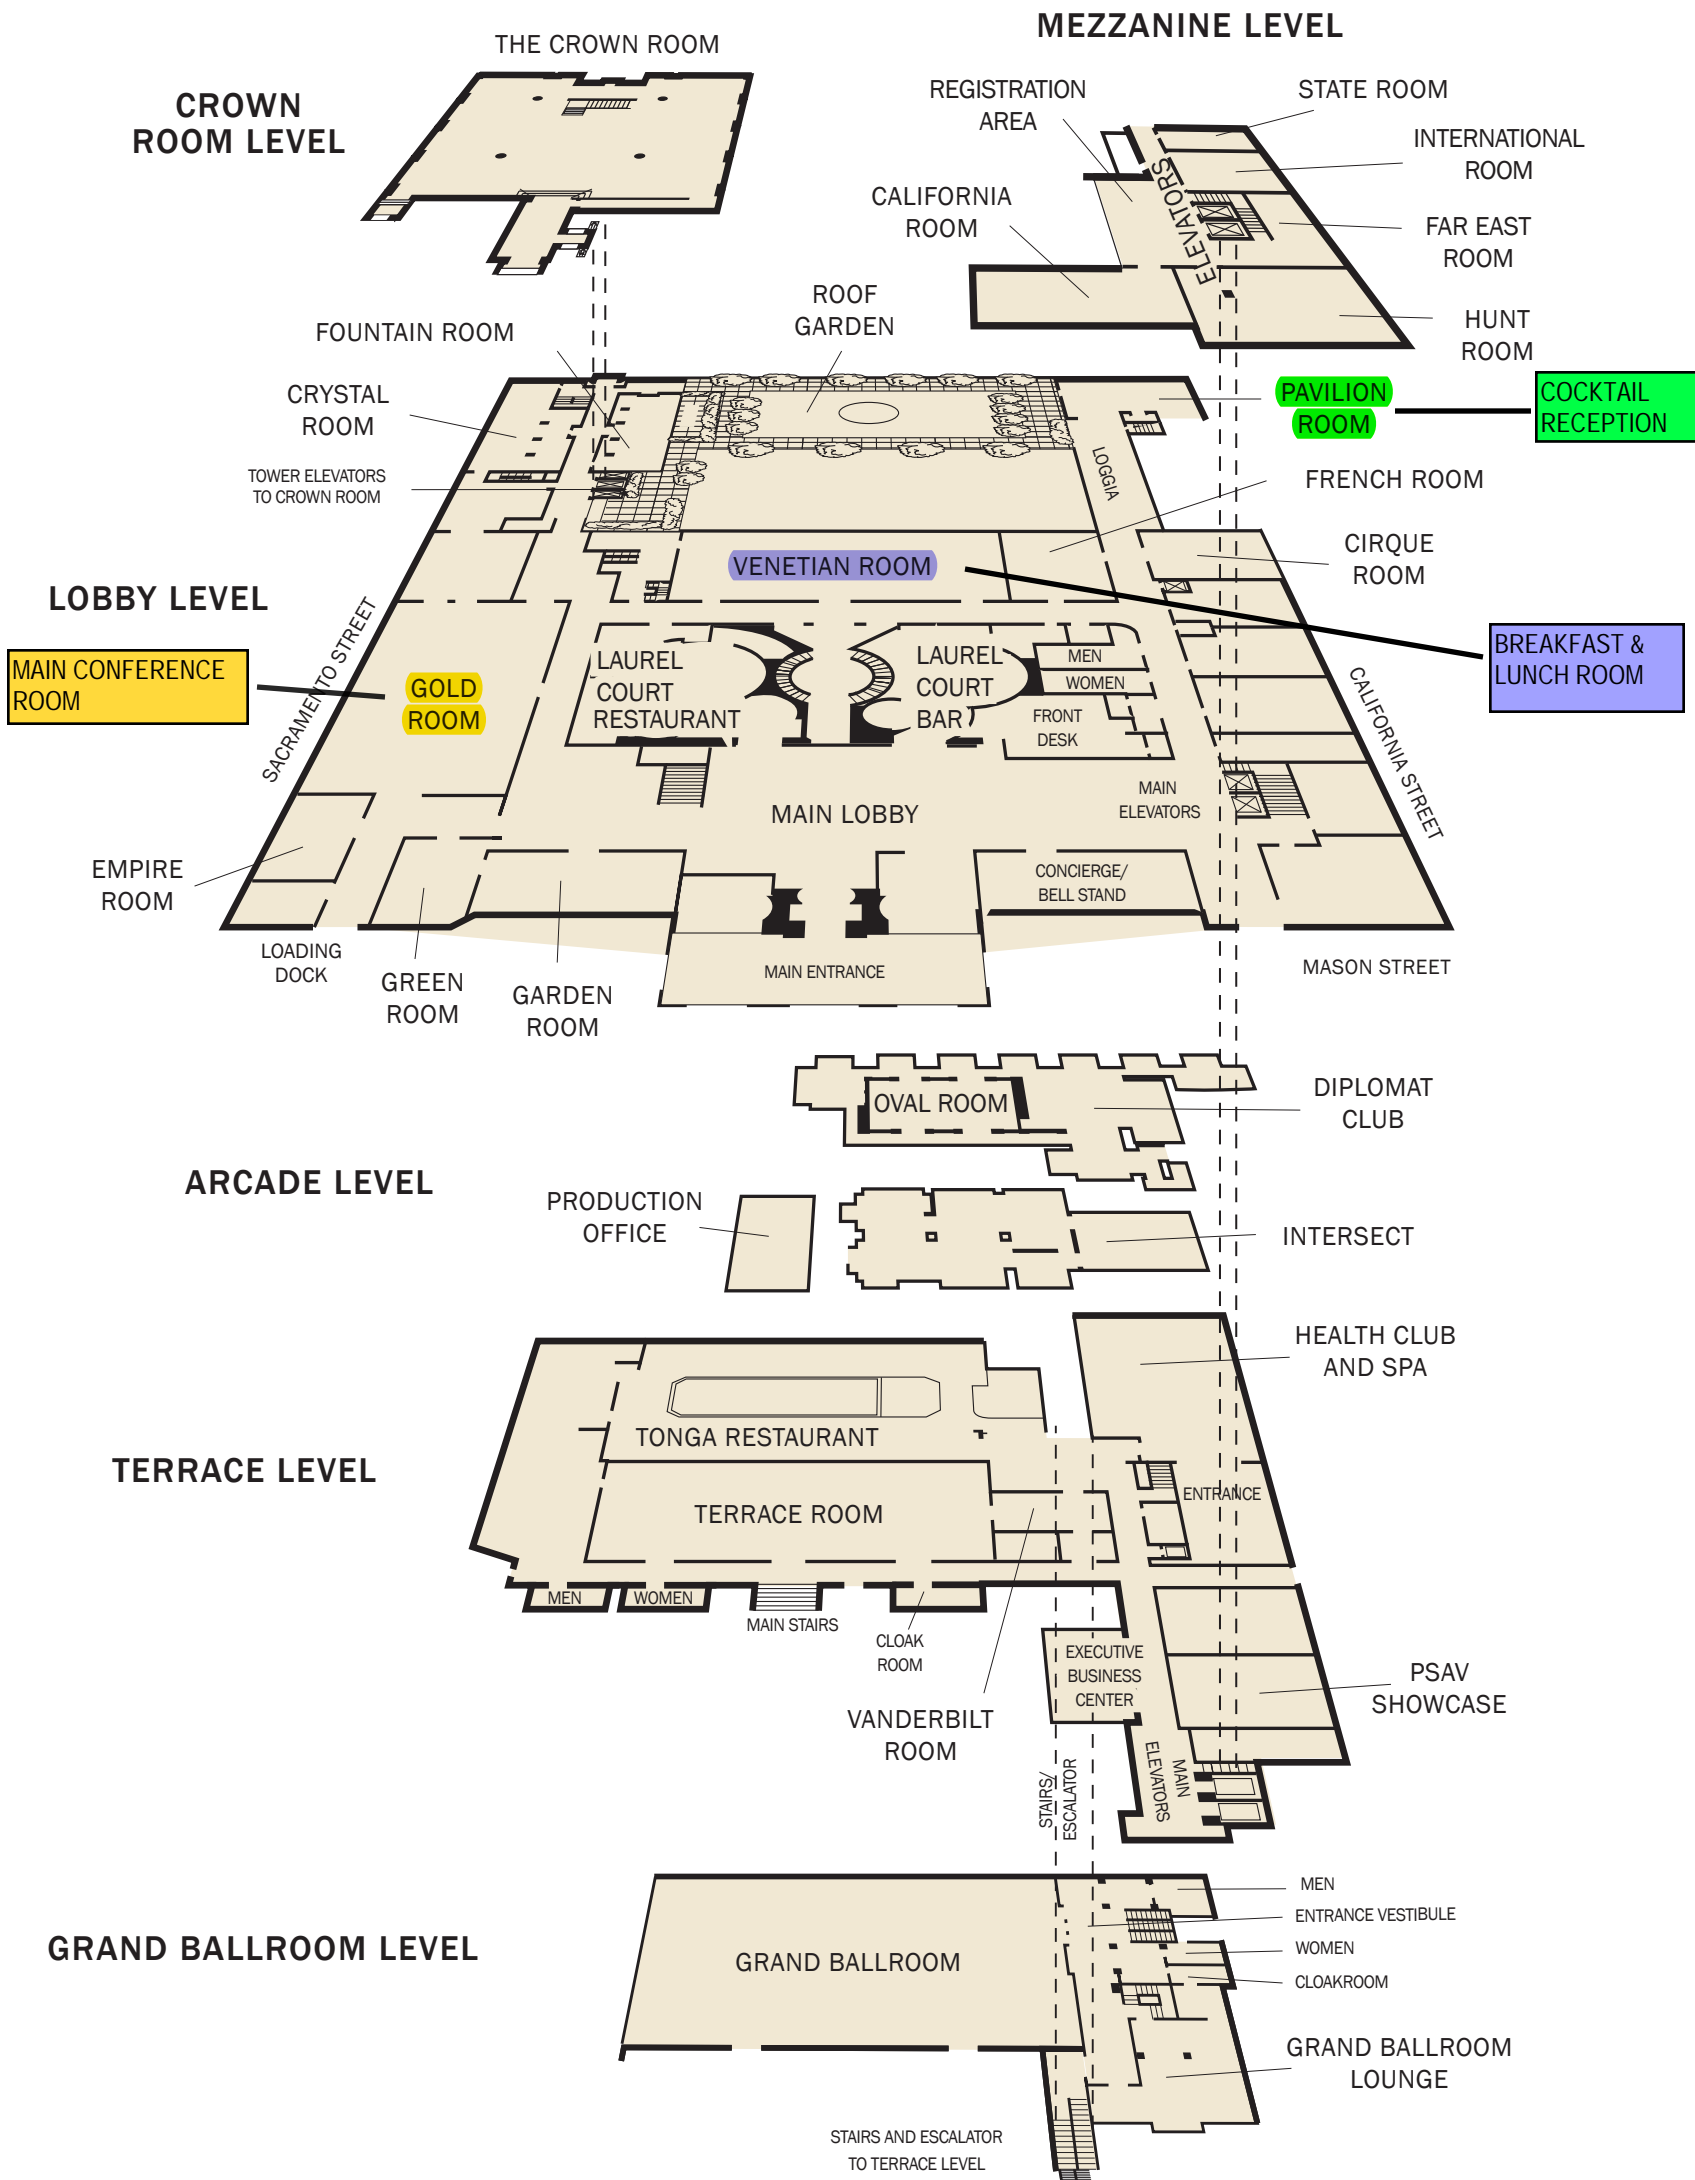 MEZZANINE LEVEL
THE CROWN ROOM
CROWN
ROOM LEVEL
REGISTRATION
AREA
STATE ROOM
INTERNATIONAL
ROOM
CALIFORNIA
ROOM
ELEVATORS
FAR EAST
ROOM
HUNT
ROOM
ROOF
GARDEN
FOUNTAIN ROOM
CRYSTAL
ROOM
PAVILION
ROOM
COCKTAIL
RECEPTION
TOWER ELEVATORS
TO CROWN ROOM
LOGGIA
FRENCH ROOM
VENETIAN ROOM
CIRQUE
ROOM
LOBBY LEVEL
SACRAMENTO STREET
MAIN CONFERENCE
ROOM
GOLD
ROOM
LAUREL
COURT
RESTAURANT
LAUREL
COURT
BAR
MEN
WOMEN
FRONT
DESK
BREAKFAST &
LUNCH ROOM
CALIFORNIA STREET
MAIN
ELEVATORS
MAIN LOBBY
EMPIRE
ROOM
CONCIERGE/
BELL STAND
LOADING
DOCK
GREEN
ROOM
GARDEN
ROOM
MAIN ENTRANCE
MASON STREET
OVAL ROOM
DIPLOMAT
CLUB
ARCADE LEVEL
PRODUCTION
OFFICE
INTERSECT
HEALTH CLUB
AND SPA
TONGA RESTAURANT
TERRACE LEVEL
TERRACE ROOM
ENTRANCE
MEN
WOMEN
MAIN STAIRS
CLOAK
ROOM
EXECUTIVE
BUSINESS
CENTER
VANDERBILT
ROOM
PSAV
SHOWCASE
MAIN
ELEVATORS
STAIRS/
ESCALATOR
GRAND BALLROOM LEVEL
GRAND BALLROOM
MEN
ENTRANCE VESTIBULE
WOMEN
CLOAKROOM
GRAND BALLROOM
LOUNGE
STAIRS AND ESCALATOR
TO TERRACE LEVEL